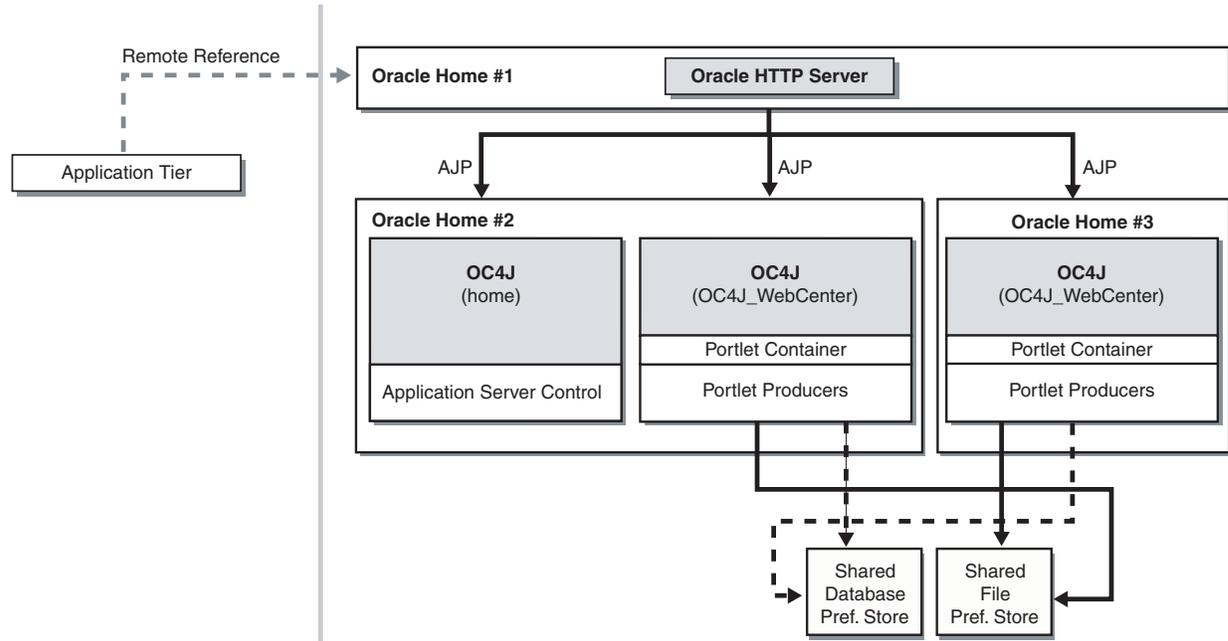 Remote Reference
Oracle Home #1
Oracle HTTP Server
Application Tier
AJP
AJP
AJP
Oracle Home #2
OC4J
(home)
Application Server Control
OC4J
(OC4J_WebCenter)
Portlet Container
Portlet Producers
Oracle Home #3
OC4J
(OC4J_WebCenter)
Portlet Container
Portlet Producers
Shared
Database
Pref. Store
Shared
File
Pref. Store